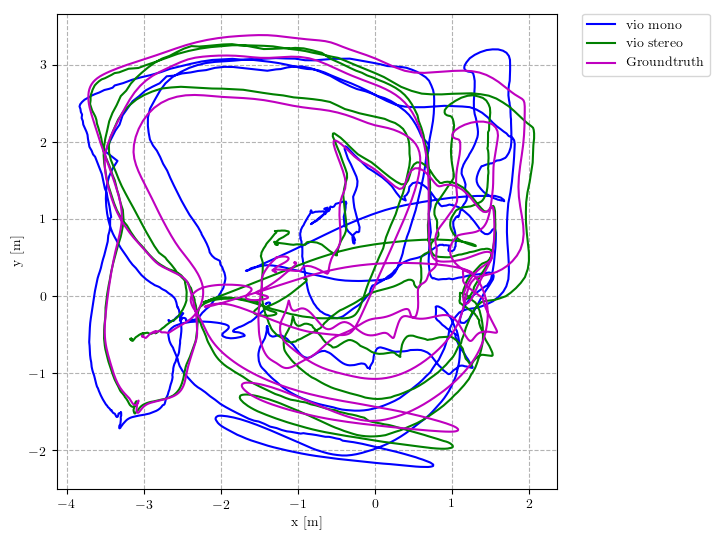 vio mono
vio stereo
Groundtruth
3
2
1
0
−1
−2
y [m]
−4 −3 −2 −1 0 1 2
x [m]